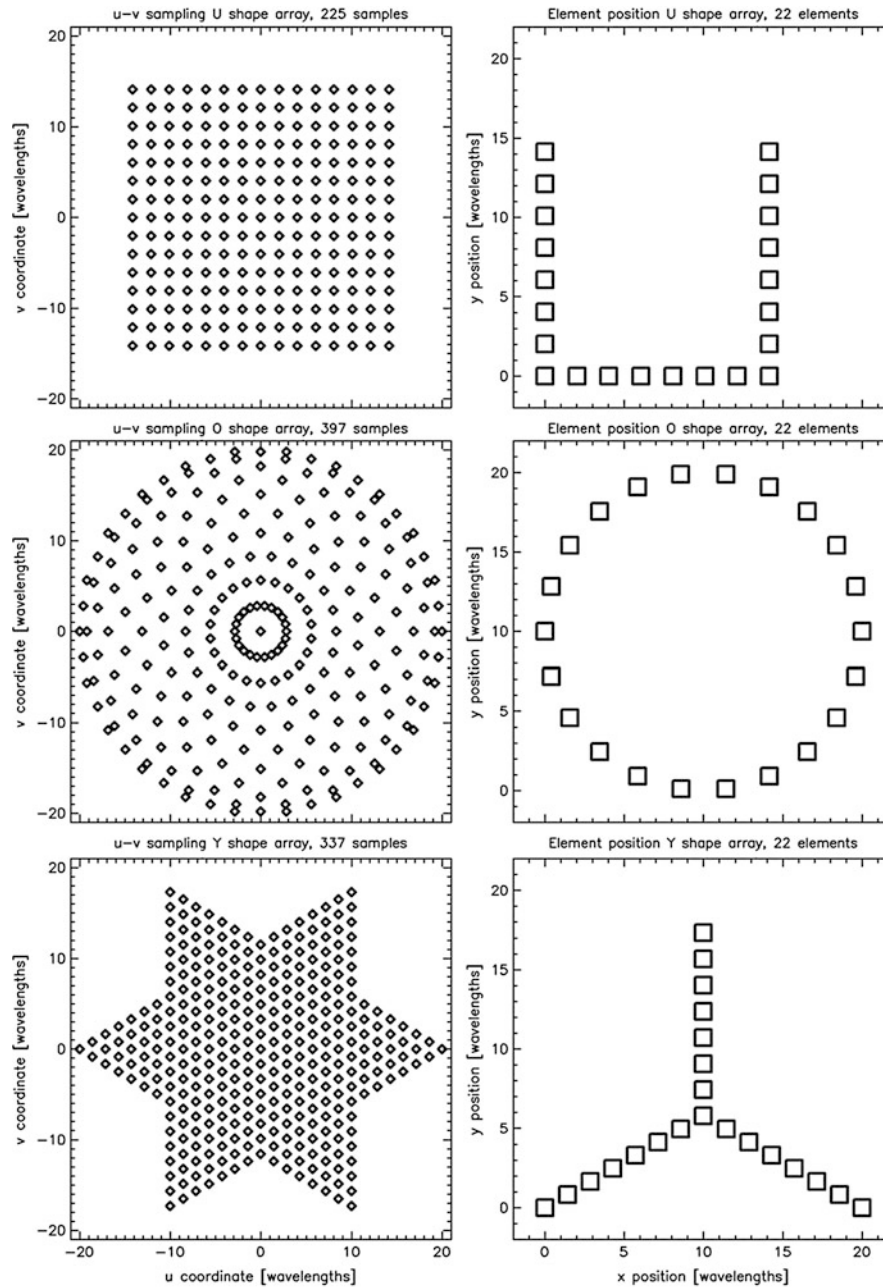 u-v sampling U shape array, 225 samples
Element position U shape array, 22 elements
v coordinate [wavelengths]
20
10
0
-10
-20
y position [wavelengths]
20
15
10
5
0
u-v sampling O shape array, 397 samples
Element position O shape array, 22 elements
v coordinate [wavelengths]
20
10
0
-10
-20
y position [wavelengths]
20
15
10
5
0
u-v sampling Y shape array, 337 samples
Element position Y shape array, 22 elements
v coordinate [wavelengths]
20
10
0
-10
-20
y position [wavelengths]
20
15
10
5
0
-20 -10 0 10 20
u coordinate [wavelengths]
0 5 10 15 20
x position [wavelengths]